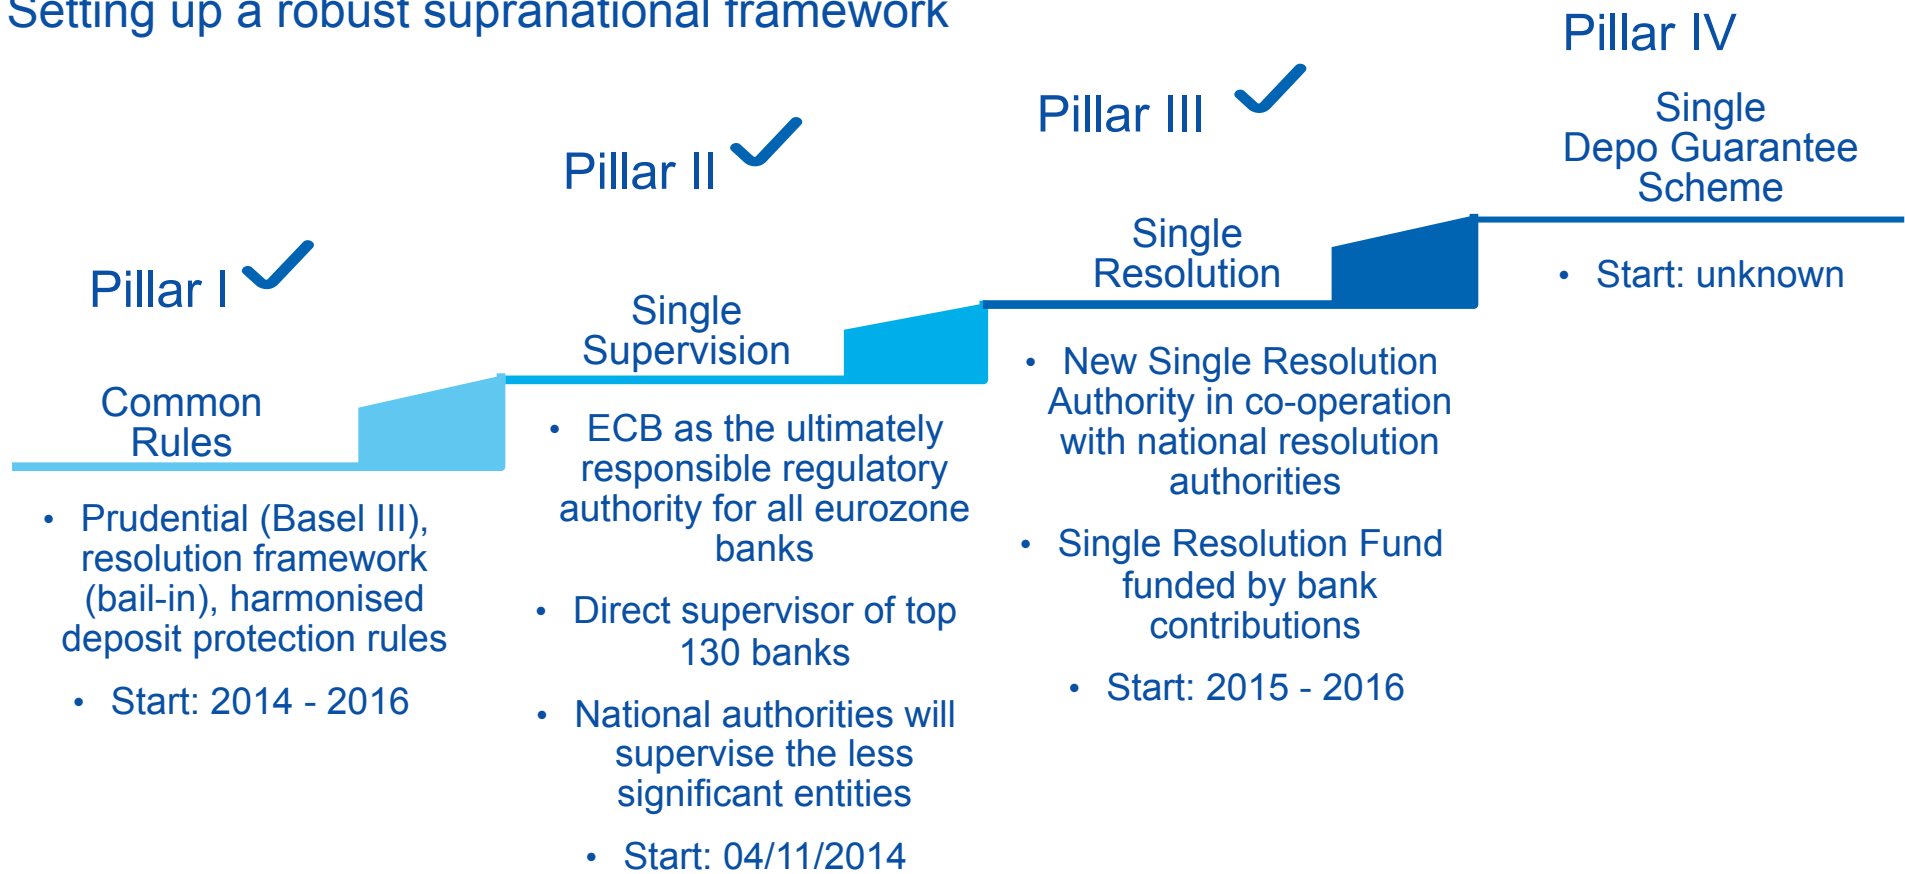 Setting up a robust supranational framework
Pillar I
Common
Rules
• Prudential (Basel III),
resolution framework
(bail-in), harmonised
deposit protection rules
• Start: 2014 - 2016
Pillar II
Single
Supervision
• ECB as the ultimately
responsible regulatory
authority for all eurozone
banks
• Direct supervisor of top
130 banks
• National authorities will
supervise the less
significant entities
• Start: 04/11/2014
Pillar III
Single
Resolution
• New Single Resolution
Authority in co-operation
with national resolution
authorities
• Single Resolution Fund
funded by bank
contributions
• Start: 2015 - 2016
Pillar IV
Single
Depo Guarantee
Scheme
• Start: unknown